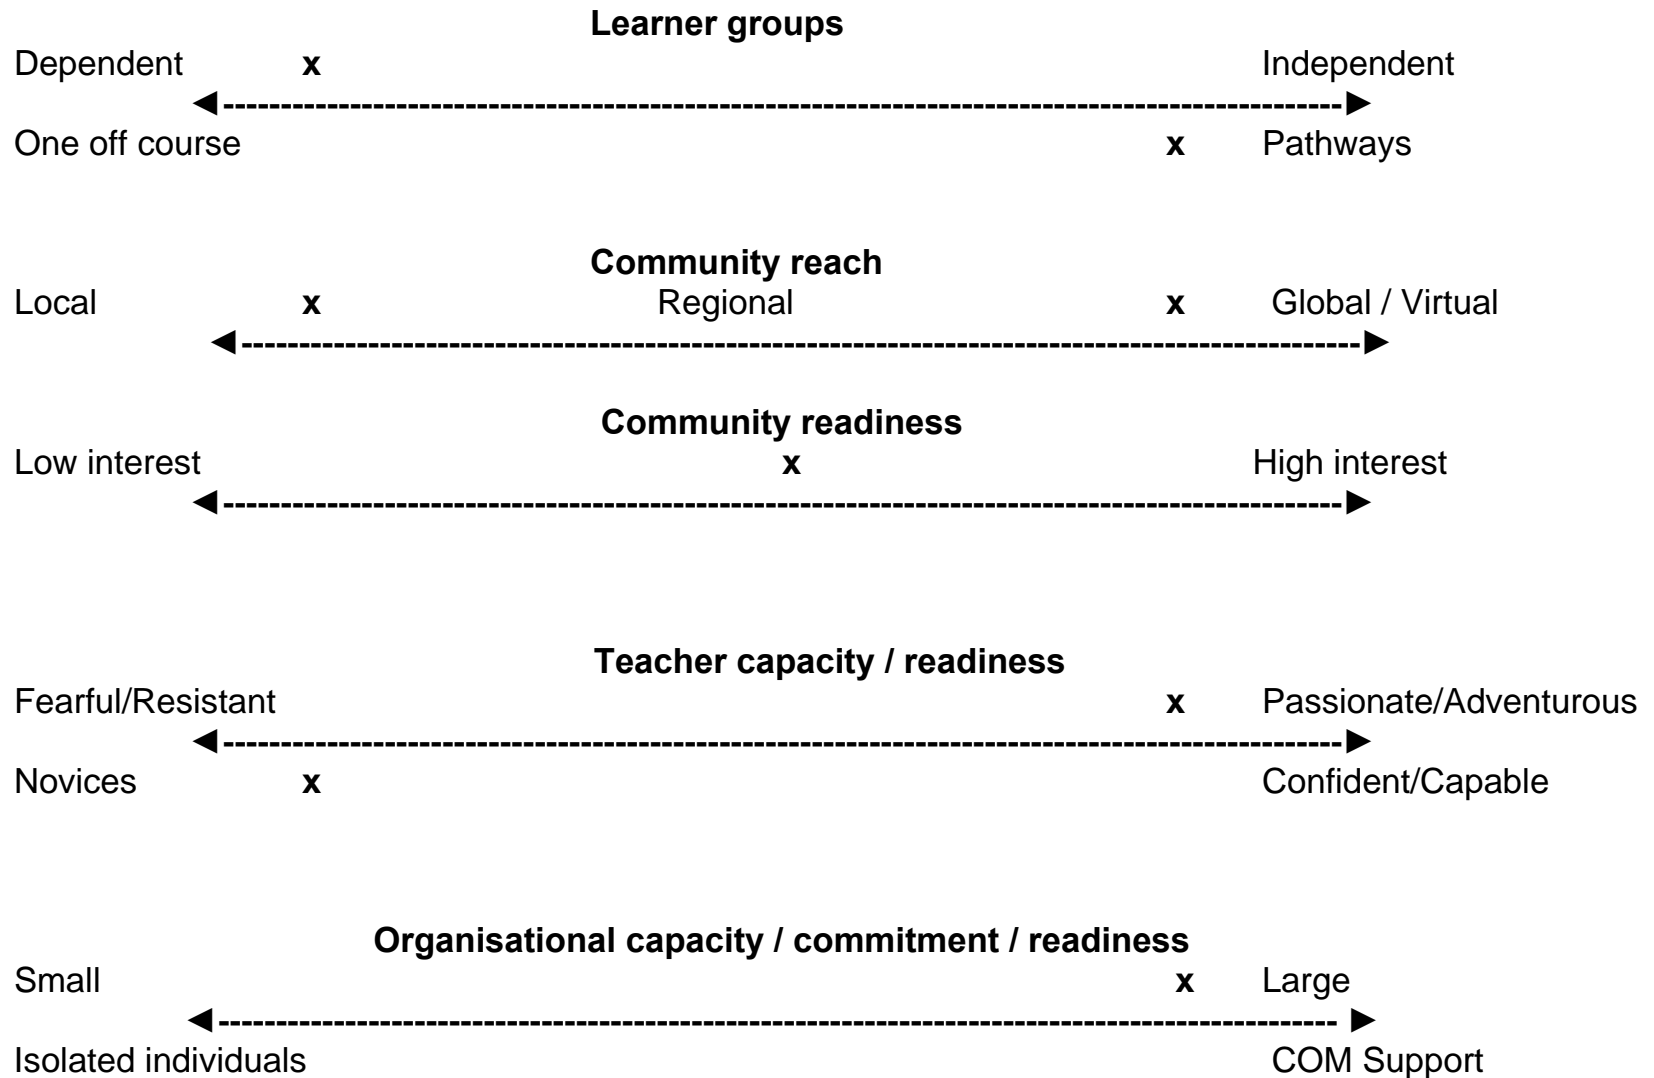 Learner groups
Dependent x Independent
◄---------------------------------------------------------------------------------------------------►
One off course x Pathways
Community reach
Local x Regional x Global / Virtual
◄---------------------------------------------------------------------------------------------------►
Community readiness
Low interest x High interest
◄---------------------------------------------------------------------------------------------------►
Teacher capacity / readiness
Fearful/Resistant x Passionate/Adventurous
◄---------------------------------------------------------------------------------------------------►
Novices x Confident/Capable
Organisational capacity / commitment / readiness
Small x Large
◄--------------------------------------------------------------------------------------------------- ►
Isolated individuals COM Support